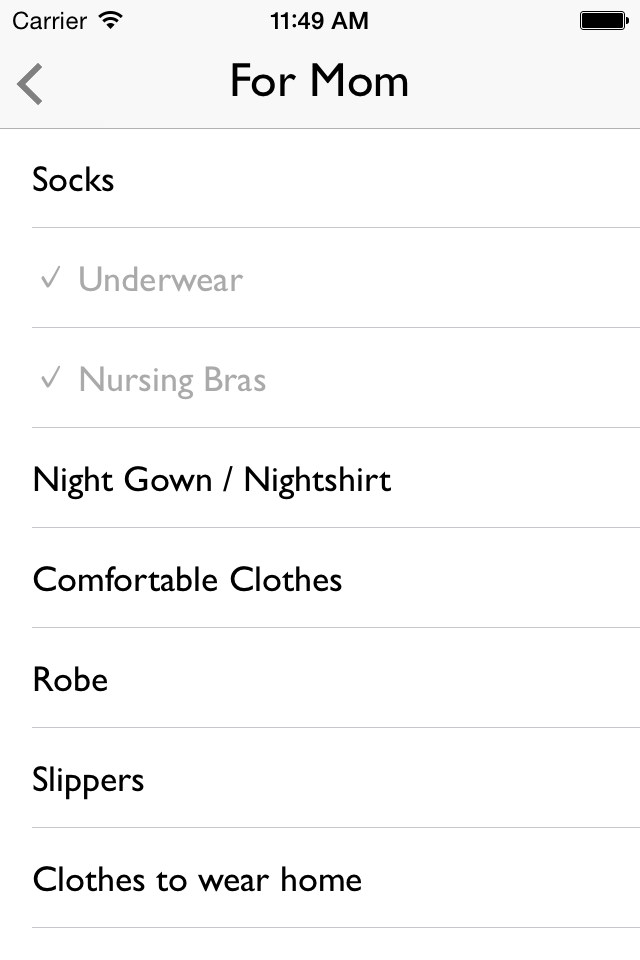 Carrier 11:49 AM
For Mom
Socks
✓ Underwear
✓ Nursing Bras
Night Gown / Nightshirt
Comfortable Clothes
Robe
Slippers
Clothes to wear home